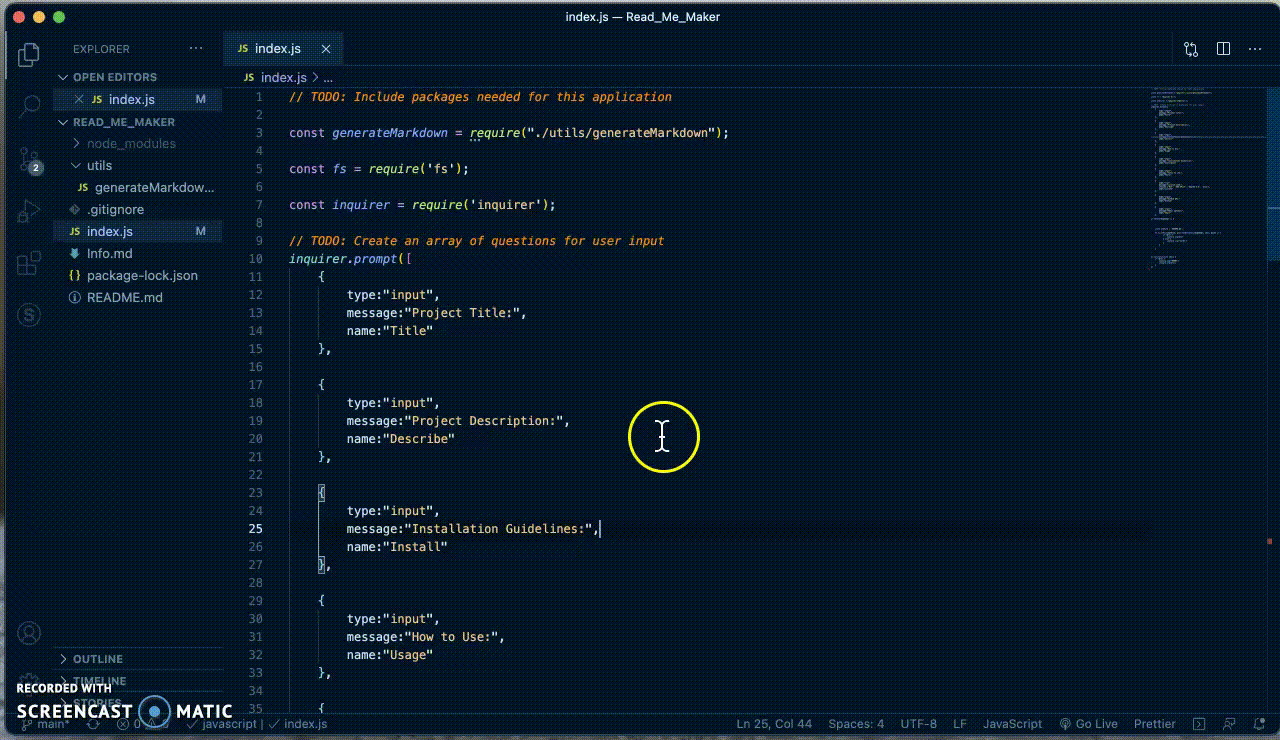 index.js — Read_Me_Maker
EXPLORER
JS index.js
OPEN EDITORS
JS index.js M
READ_ME_MAKER
node_modules
utils
JS generateMarkdow...
.gitignore
JS index.js M
Info.md
{} package-lock.json
README.md
2
OUTLINE
TIMELINE
STORIES
JS index.js > ...
1 // TODO: Include packages needed for this application
2
3 const generateMarkdown = require("./utils/generateMarkdown");
4
5 const fs = require('fs');
6
7 const inquirer = require('inquirer');
8
9 // TODO: Create an array of questions for user input
10 inquirer.prompt([
11 {
12 type:"input",
13 message:"Project Title:",
14 name:"Title"
15 },
16
17 {
18 type:"input",
19 message:"Project Description:",
20 name:"Describe"
21 },
22
23 {
24 type:"input",
25 message:"Installation Guidelines:",
26 name:"Install"
27 },
28
29 {
30 type:"input",
31 message:"How to Use:",
32 name:"Usage"
33 },
34
35 {
RECORDED WITH
SCREENCAST MATIC
main* 0 javascript | index.js Ln 25, Col 44 Spaces: 4 UTF-8 LF JavaScript Go Live Prettier